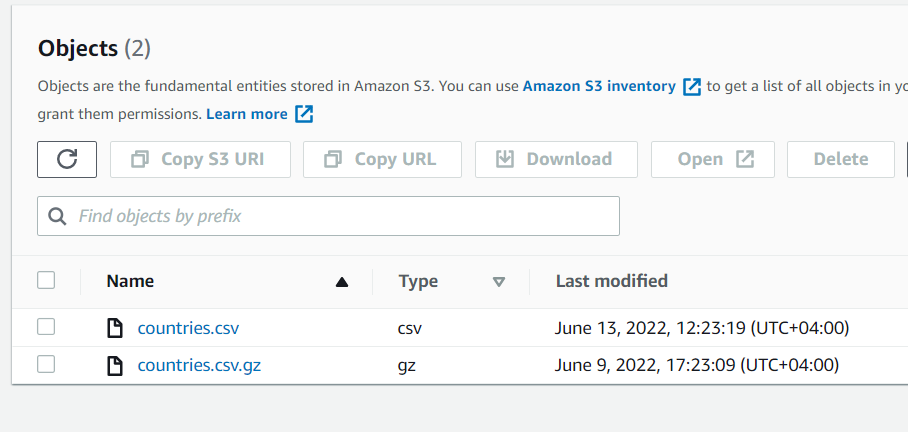 Objects (2)
Objects are the fundamental entities stored in Amazon S3. You can use Amazon S3 inventory to get a list of all objects in
grant them permissions. Learn more
Copy S3 URI Copy URL Download Open Delete
Find objects by prefix
Name Type Last modified
countries.csv csv June 13, 2022, 12:23:19 (UTC+04:00)
countries.csv.gz gz June 9, 2022, 17:23:09 (UTC+04:00)